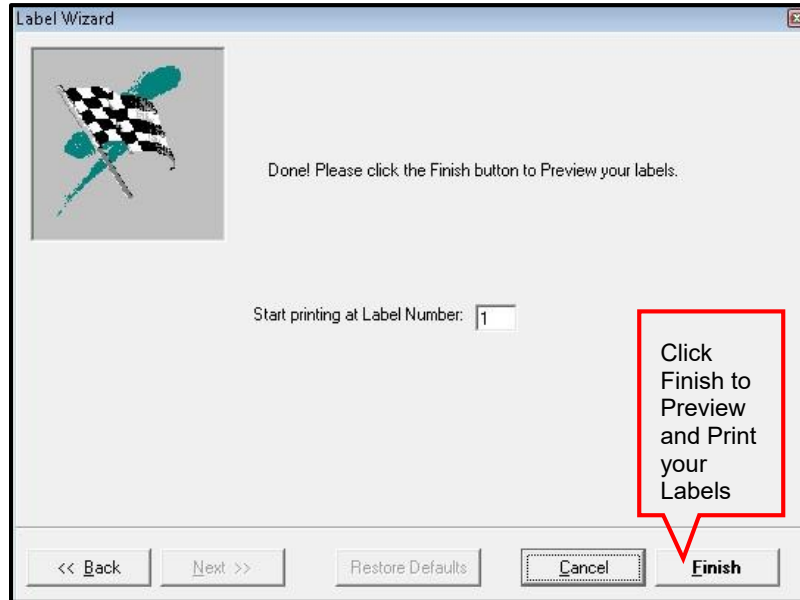 Label Wizard
Done! Please click the Finish button to Preview your labels.
Start printing at Label Number: 1
Click
Finish to
Preview
and Print
your
Labels
<< Back Next >> Restore Defaults Cancel Finish